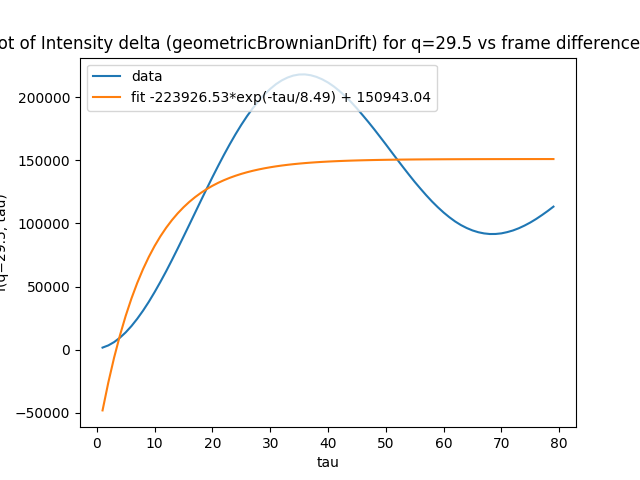 ot of Intensity delta (geometricBrownianDrift) for q=29.5 vs frame difference
data
fit -223926.53*exp(-tau/8.49) + 150943.04
200000
150000
100000
50000
0
−50000
0 10 20 30 40 50 60 70 80
tau
I(q=29.5, tau)